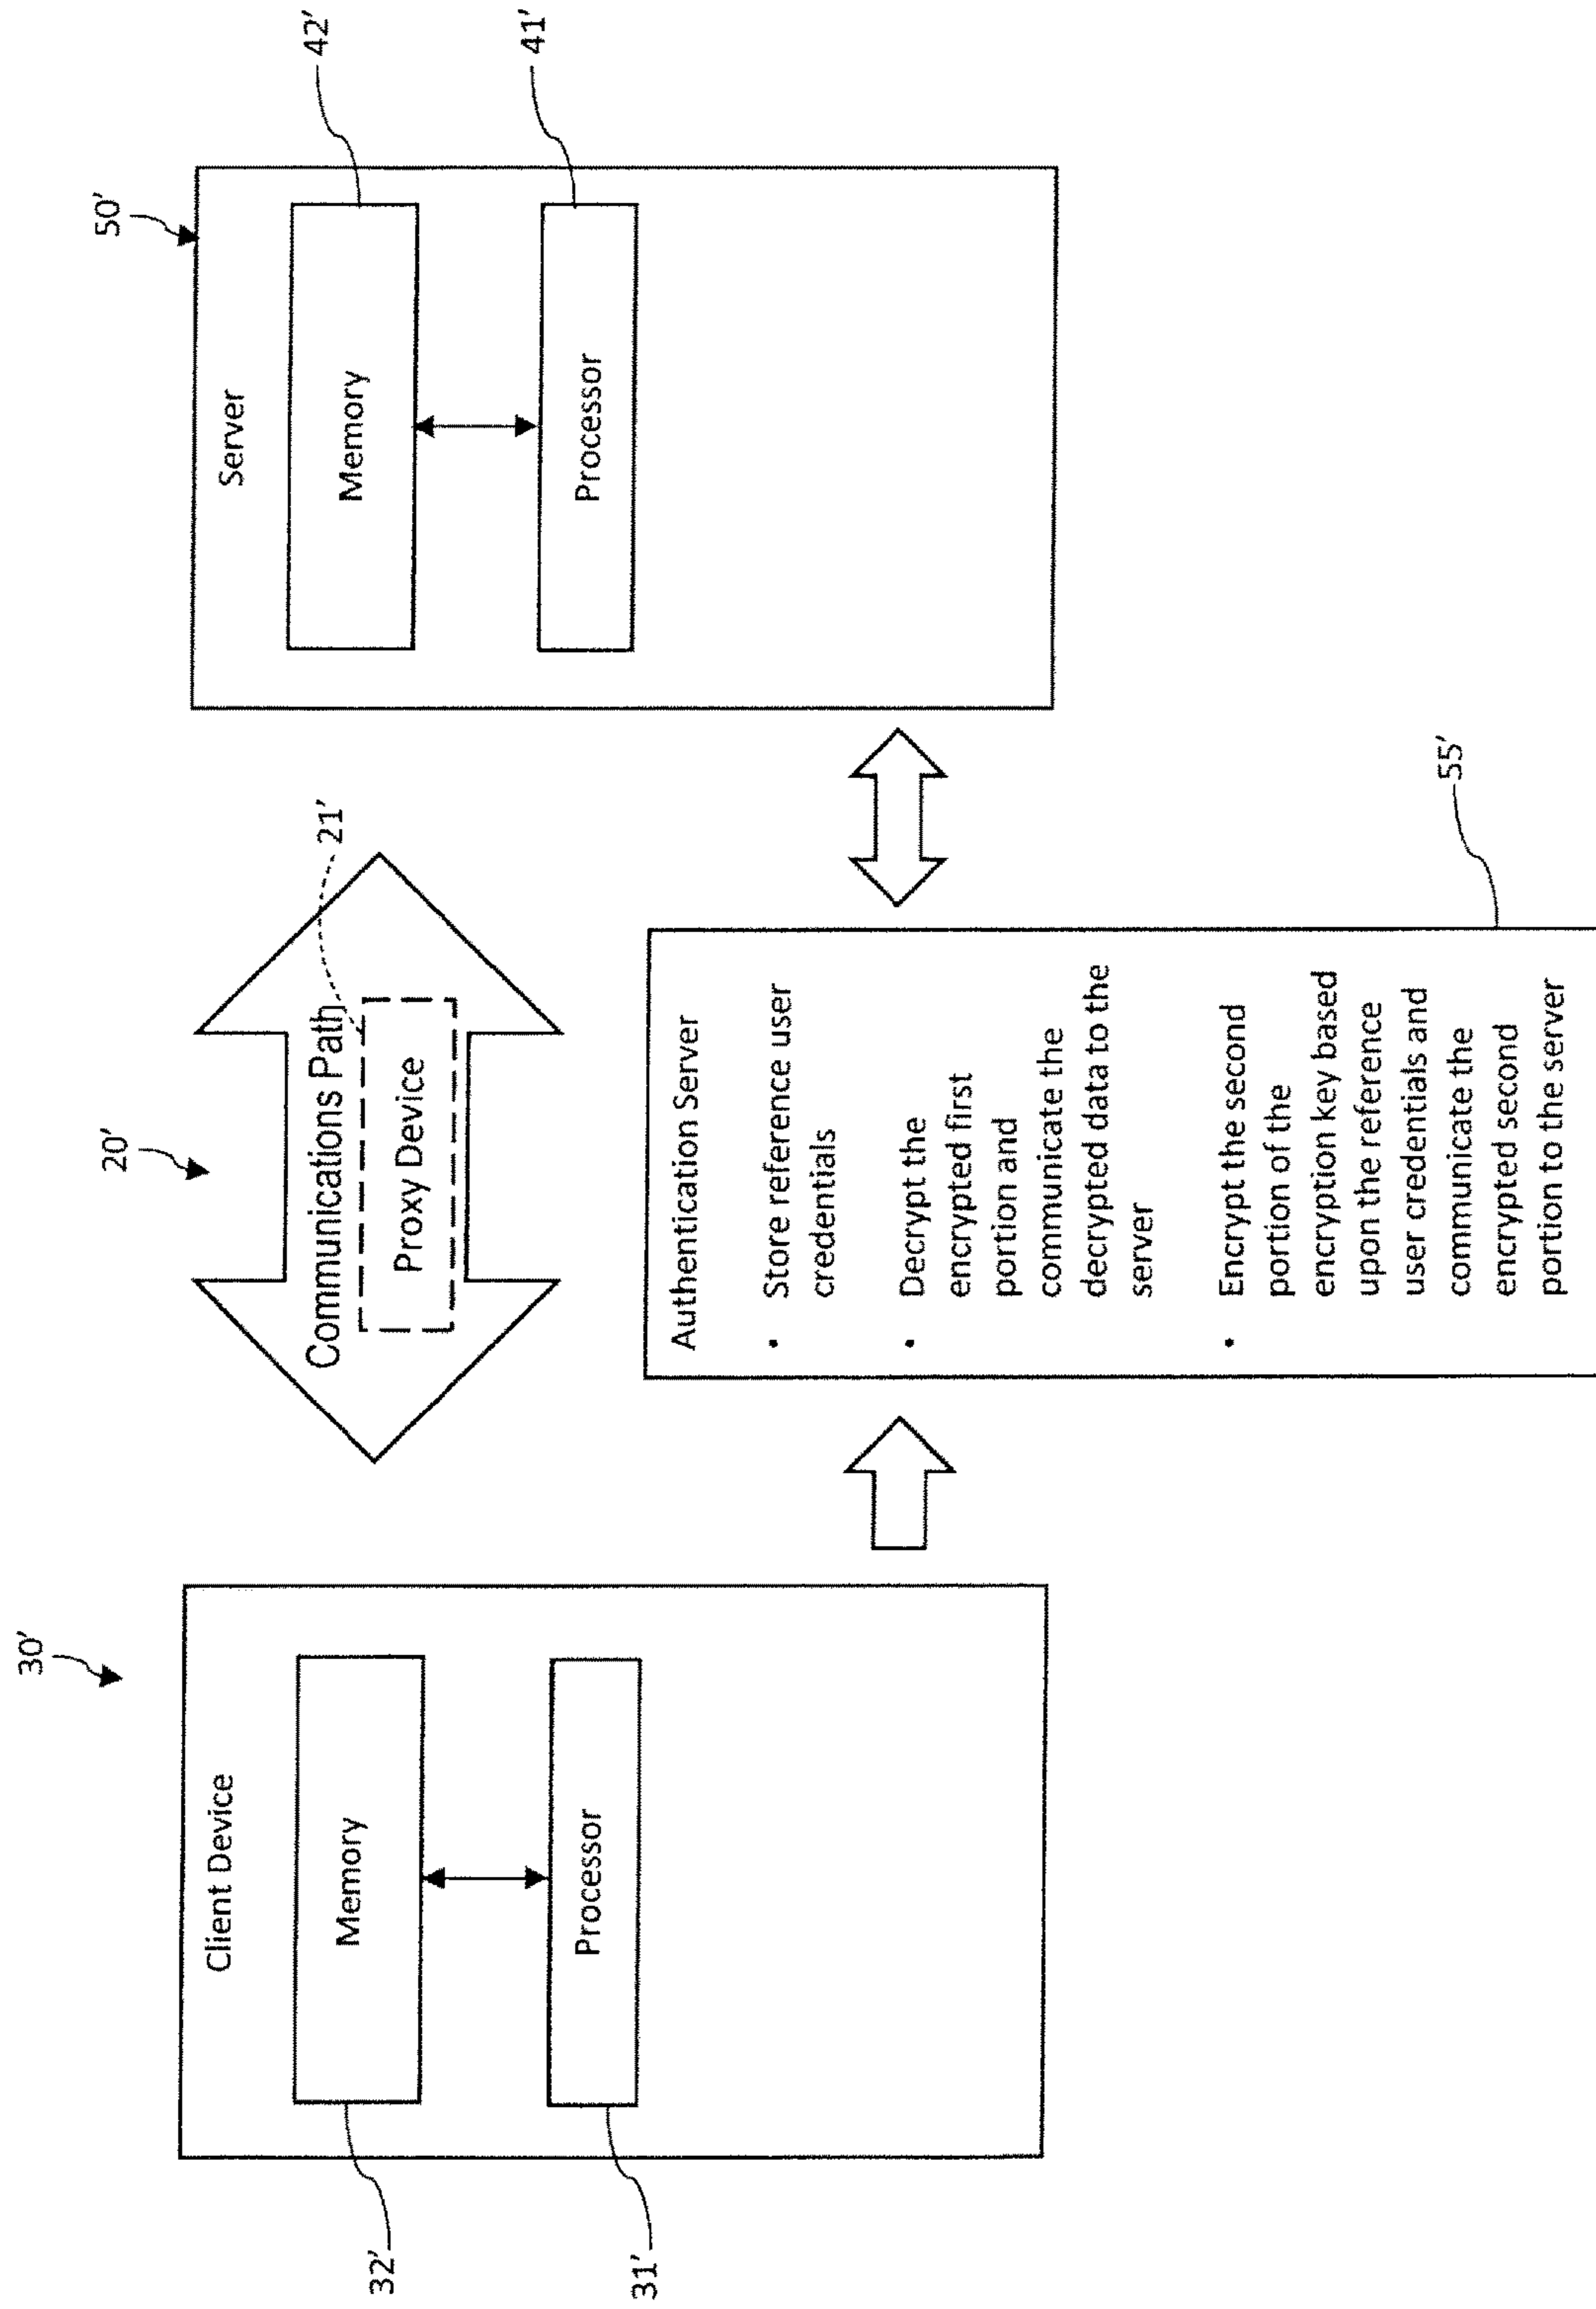 20'
30'
50'
Client Device
Memory
Processor
32'
31'
Communications Path
21'
Proxy Device
Server
Memory
42'
Processor
41'
Authentication Server
• Store reference user
credentials
• Decrypt the
encrypted first
portion and
communicate the
decrypted data to the
server
• Encrypt the second
portion of the
encryption key based
upon the reference
user credentials and
communicate the
encrypted second
portion to the server
55'